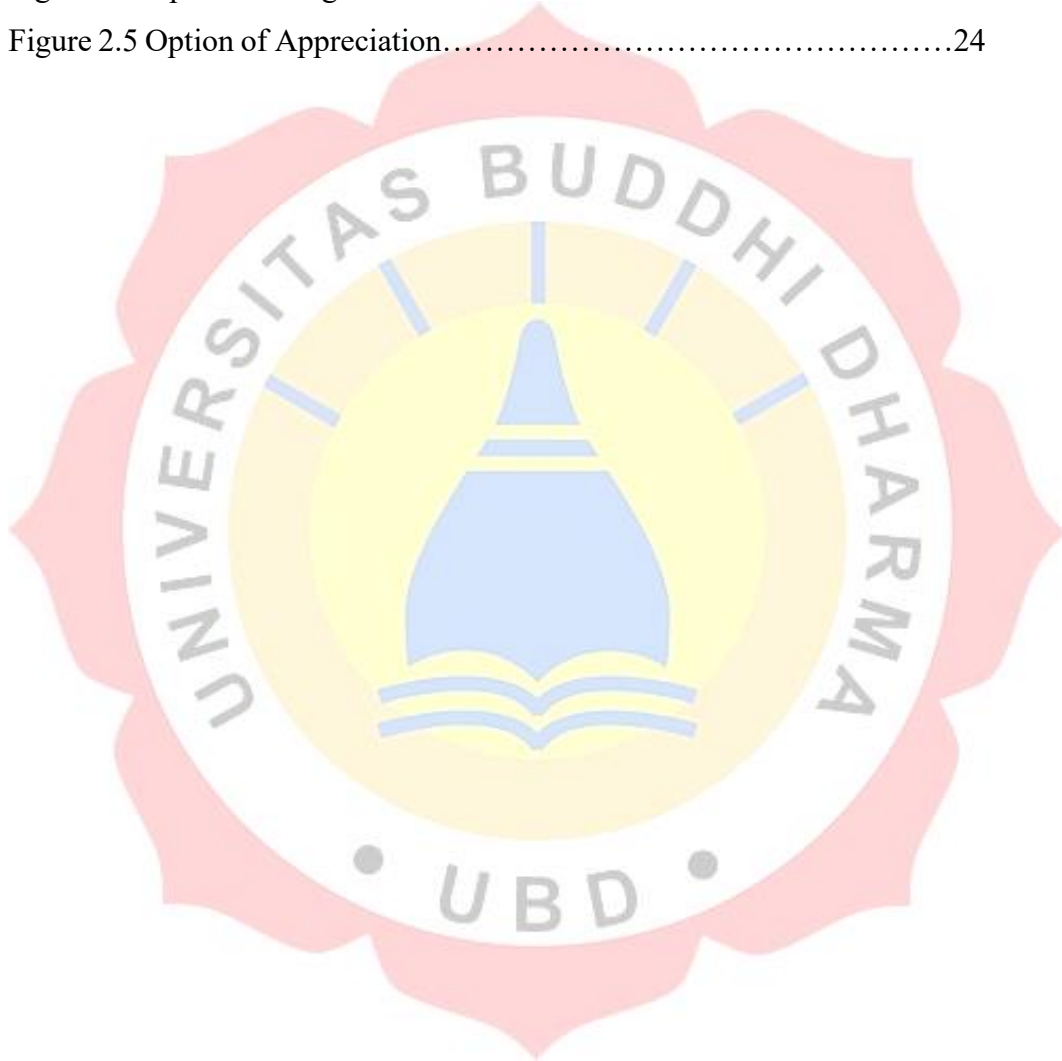 Figure 2.5 Option of Appreciation…………………………………………24
UNIVERSITAS BUDDHI DHARMA
• UBD •